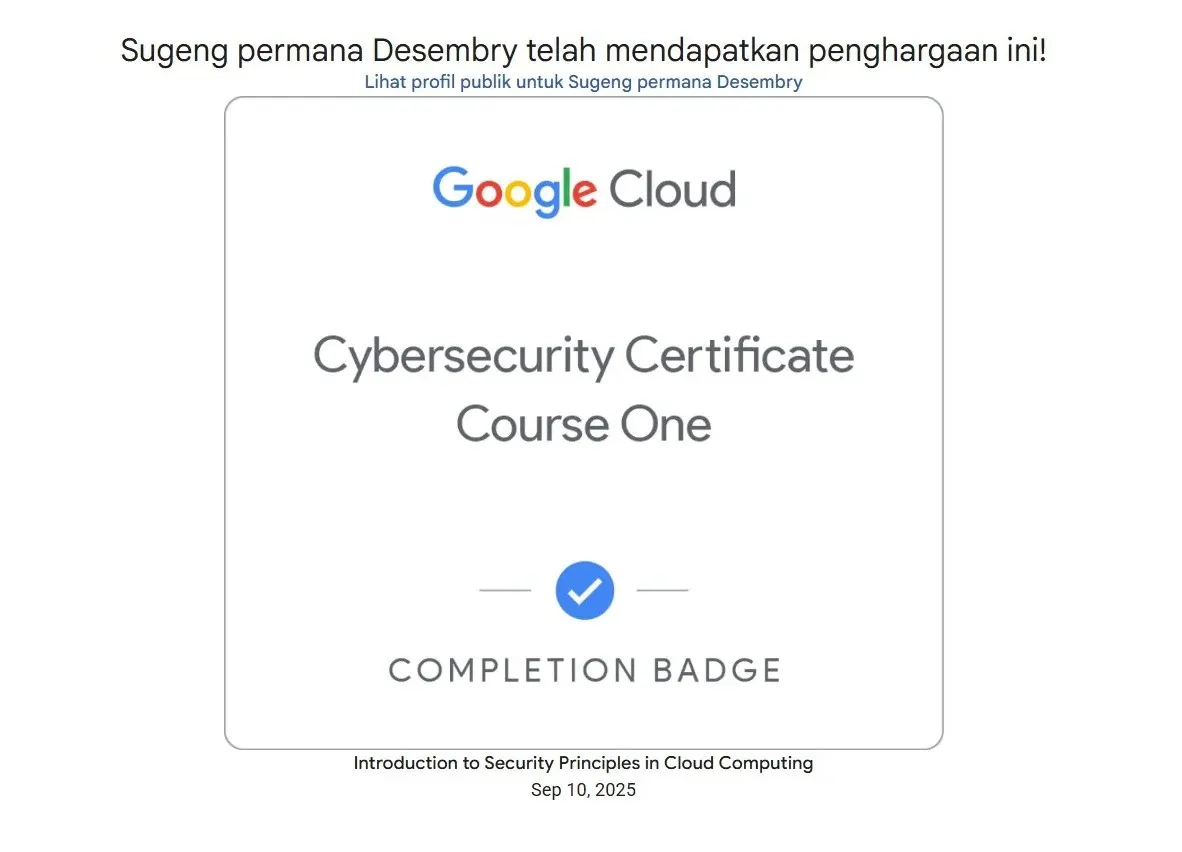 Sugeng permana Desembry telah mendapatkan penghargaan ini!
Lihat profil publik untuk Sugeng permana Desembry
Google Cloud
Cybersecurity Certificate
Course One
COMPLETION BADGE
Introduction to Security Principles in Cloud Computing
Sep 10, 2025